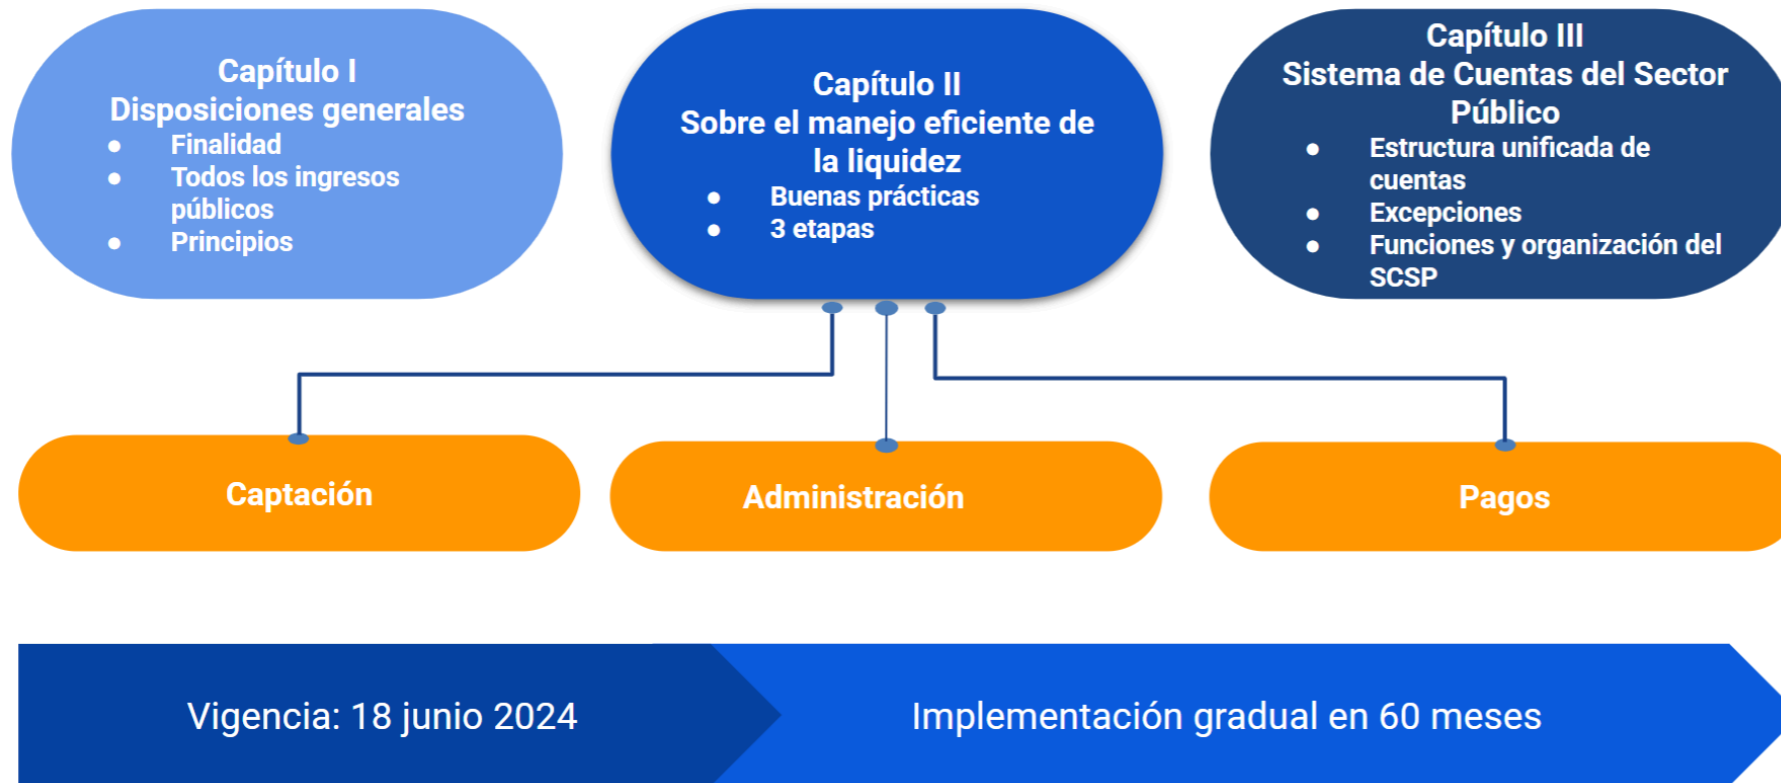 Capítulo I
Disposiciones generales
● Finalidad
● Todos los ingresos
públicos
● Principios
Capítulo II
Sobre el manejo eficiente de
la liquidez
● Buenas prácticas
● 3 etapas
Capítulo III
Sistema de Cuentas del Sector
Público
● Estructura unificada de
cuentas
● Excepciones
● Funciones y organización del
SCSP
Captación
Administración
Pagos
Vigencia: 18 junio 2024
Implementación gradual en 60 meses